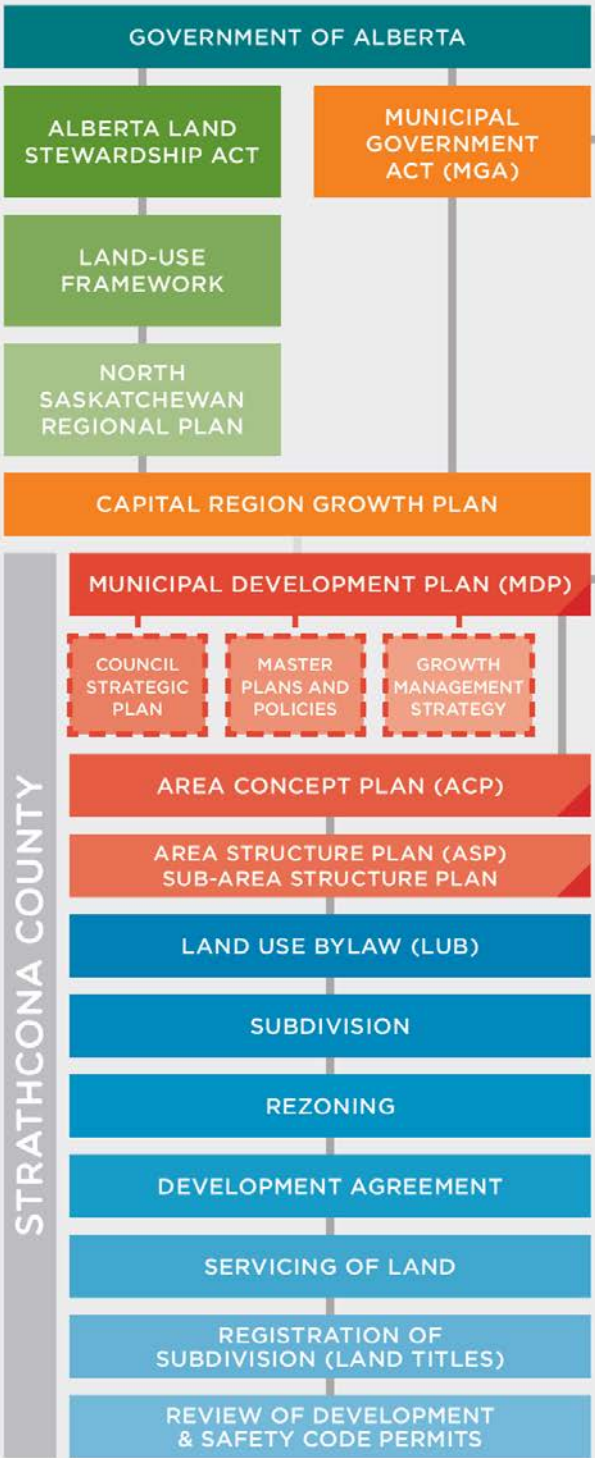 GOVERNMENT OF ALBERTA
ALBERTA LAND
STEWARDSHIP ACT
MUNICIPAL
GOVERNMENT
ACT (MGA)
LAND-USE
FRAMEWORK
NORTH
SASKATCHEWAN
REGIONAL PLAN
CAPITAL REGION GROWTH PLAN
STRATHCONA COUNTY
MUNICIPAL DEVELOPMENT PLAN (MDP)
COUNCIL
STRATEGIC
PLAN
MASTER
PLANS AND
POLICIES
GROWTH
MANAGEMENT
STRATEGY
AREA CONCEPT PLAN (ACP)
AREA STRUCTURE PLAN (ASP)
SUB-AREA STRUCTURE PLAN
LAND USE BYLAW (LUB)
SUBDIVISION
REZONING
DEVELOPMENT AGREEMENT
SERVICING OF LAND
REGISTRATION OF
SUBDIVISION (LAND TITLES)
REVIEW OF DEVELOPMENT
& SAFETY CODE PERMITS